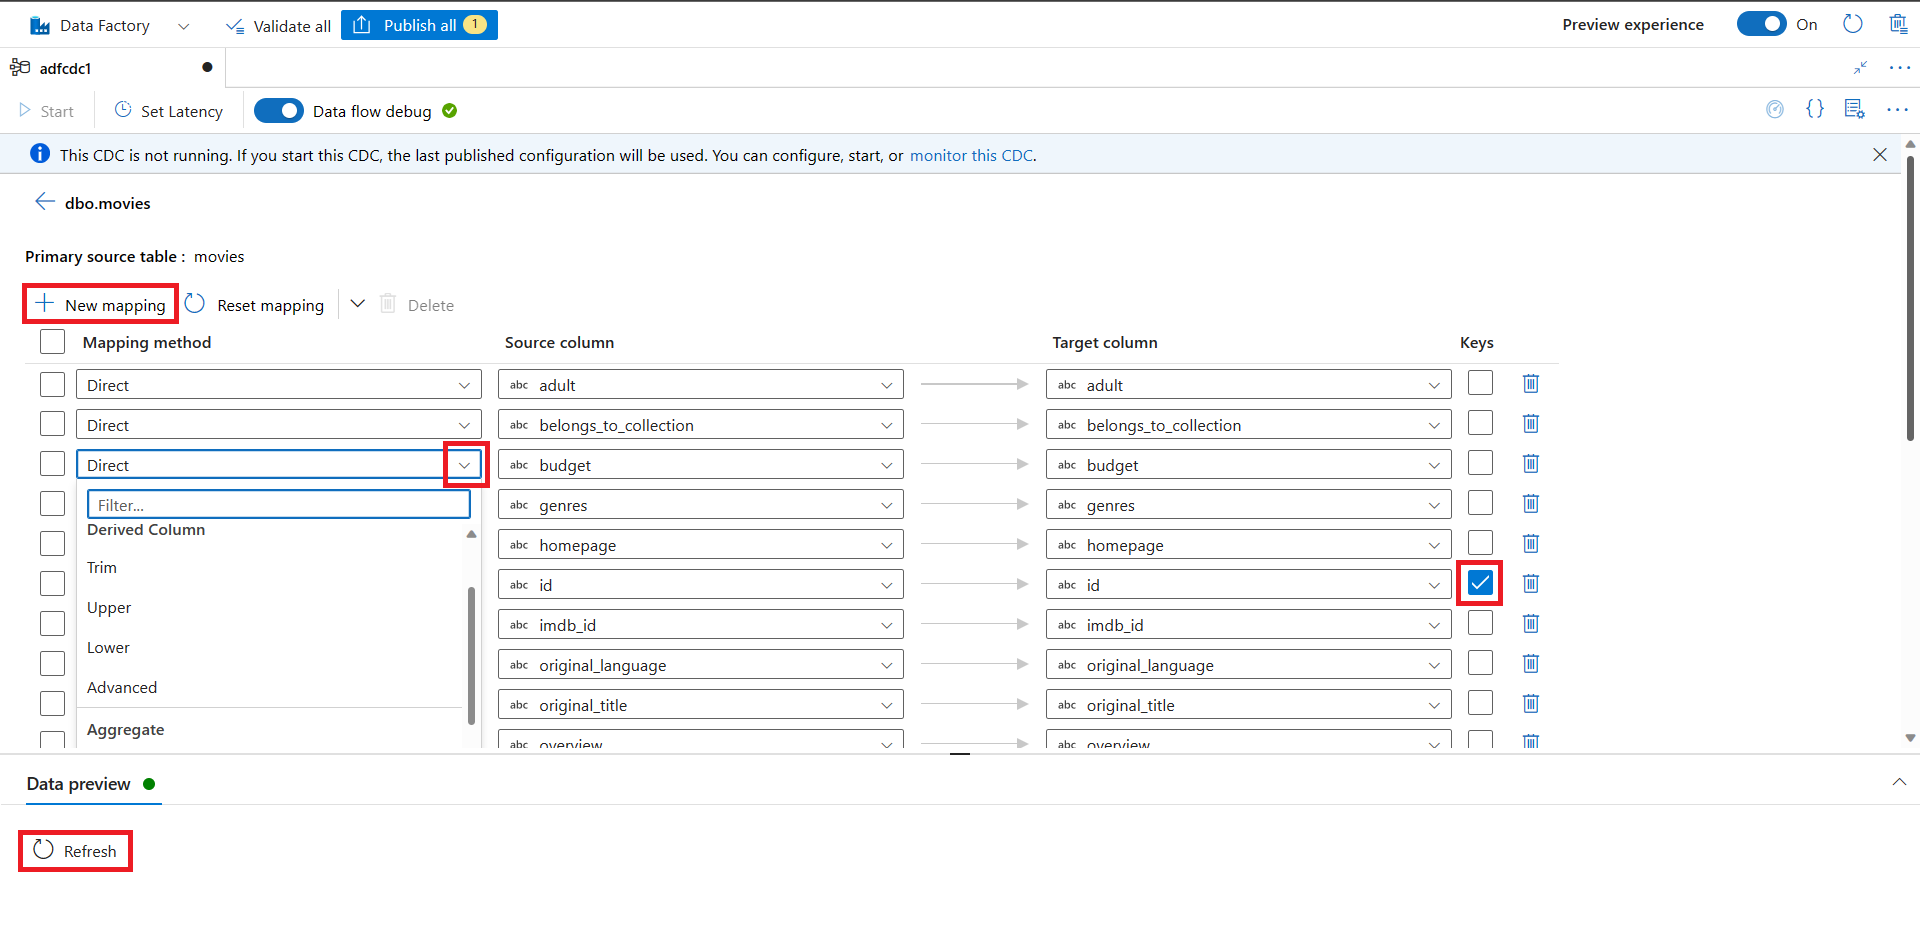 Data Factory Validate all Publish all 1 Preview experience On
adfcdc1
Start Set Latency Data flow debug {}
This CDC is not running. If you start this CDC, the last published configuration will be used. You can configure, start, or monitor this CDC.
dbo.movies
Primary source table : movies
New mapping Reset mapping Delete
Mapping method Source column Target column Keys
Direct abc adult abc adult
Direct abc belongs_to_collection abc belongs_to_collection
Direct abc budget abc budget
Filter... abc genres abc genres
Derived Column
abc homepage abc homepage
Trim
abc id abc id
Upper
abc imdb_id abc imdb_id
Lower
abc original_language abc original_language
Advanced
abc original_title abc original_title
Aggregate
abc overview abc overview
Data preview
Refresh